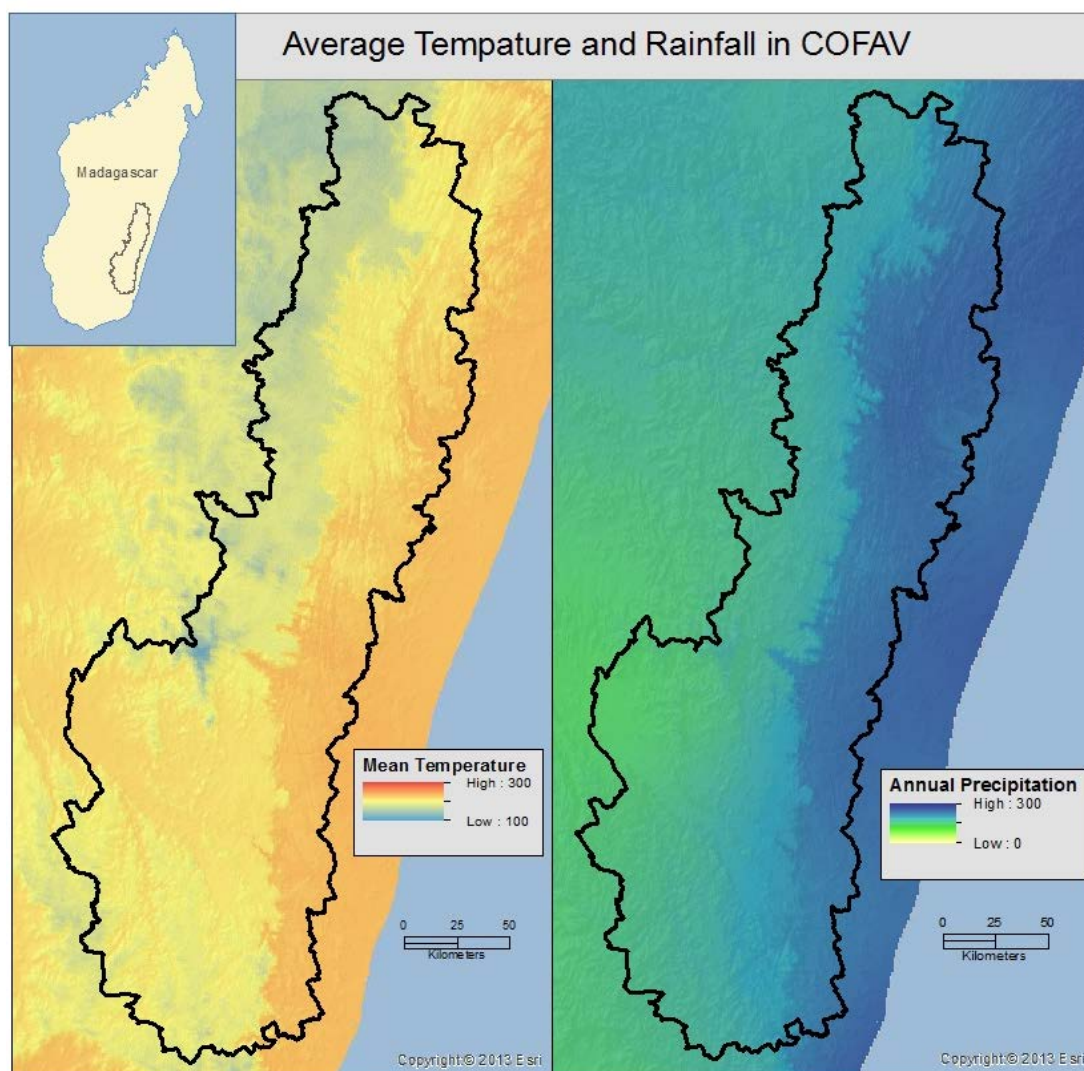 Average Tempature and Rainfall in COFAV
Madagascar
Mean Temperature
High : 300
Low : 100
0 25 50
Kilometers
Copyright:© 2013 Esri
Annual Precipitation
High : 300
Low : 0
0 25 50
Kilometers
Copyright:© 2013 Esri